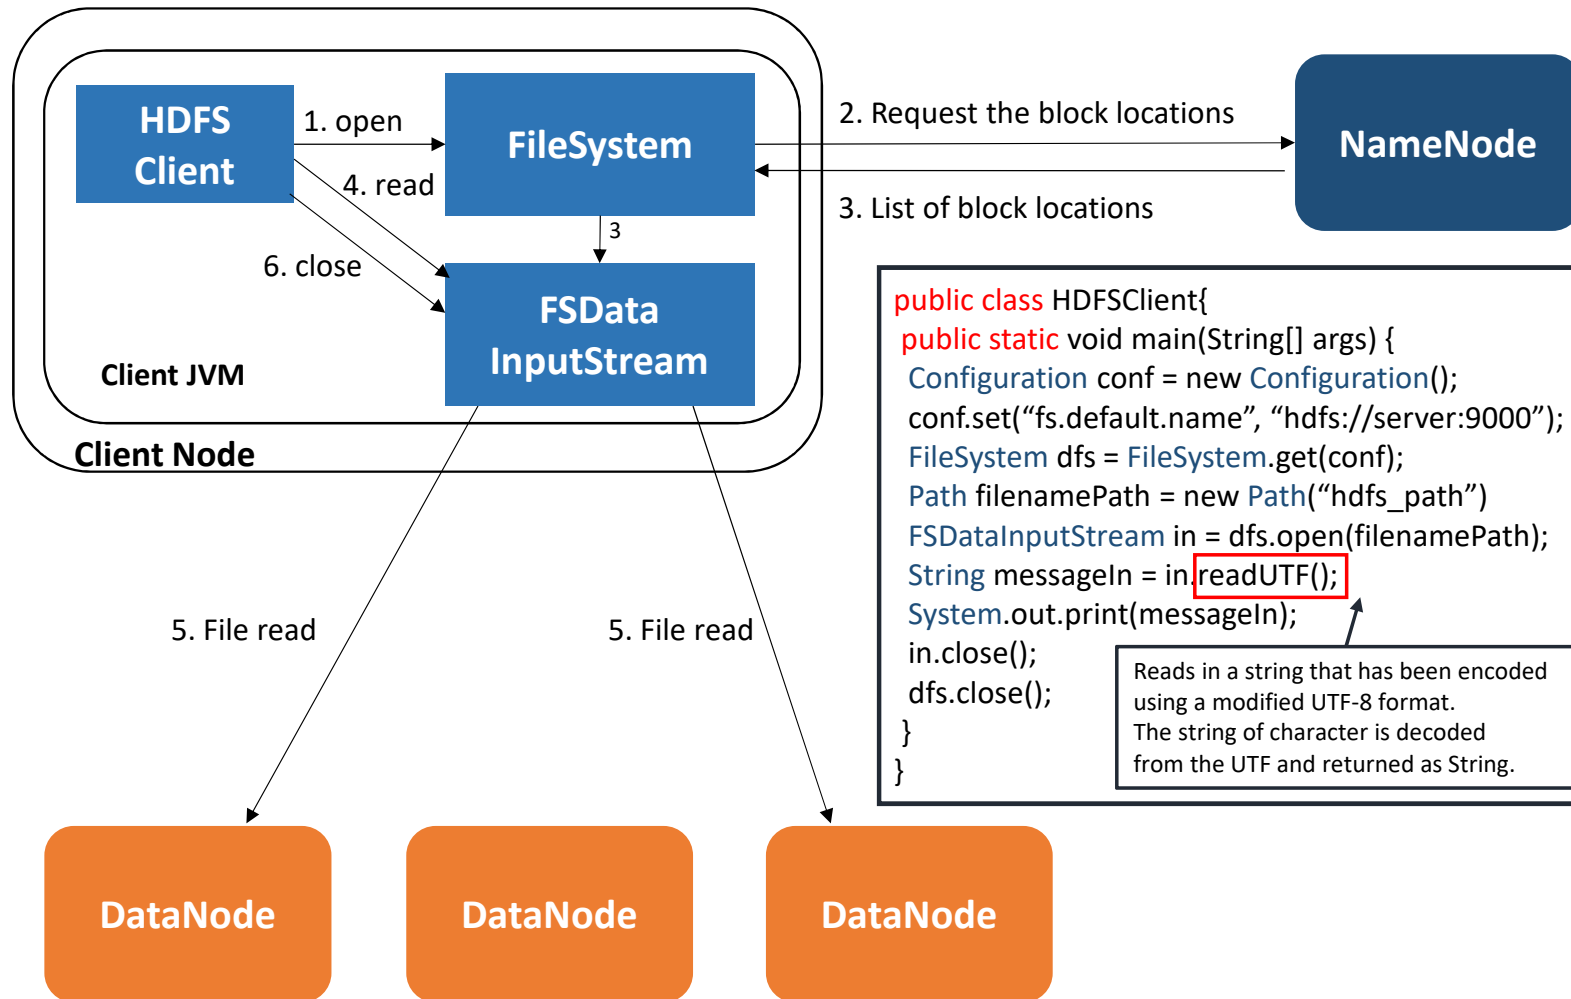 HDFS
Client
1. open
FileSystem
2. Request the block locations
NameNode
4. read
3. List of block locations
3
6. close
FSData
InputStream
Client JVM
Client Node
public class HDFSClient{
public static void main(String[] args) {
Configuration conf = new Configuration();
conf.set(“fs.default.name”, “hdfs://server:9000”);
FileSystem dfs = FileSystem.get(conf);
Path filenamePath = new Path(“hdfs_path”)
FSDataInputStream in = dfs.open(filenamePath);
String messageIn = in.readUTF();
System.out.print(messageIn);
in.close();
dfs.close();
}
}
Reads in a string that has been encoded
using a modified UTF-8 format.
The string of character is decoded
from the UTF and returned as String.
5. File read
5. File read
DataNode
DataNode
DataNode